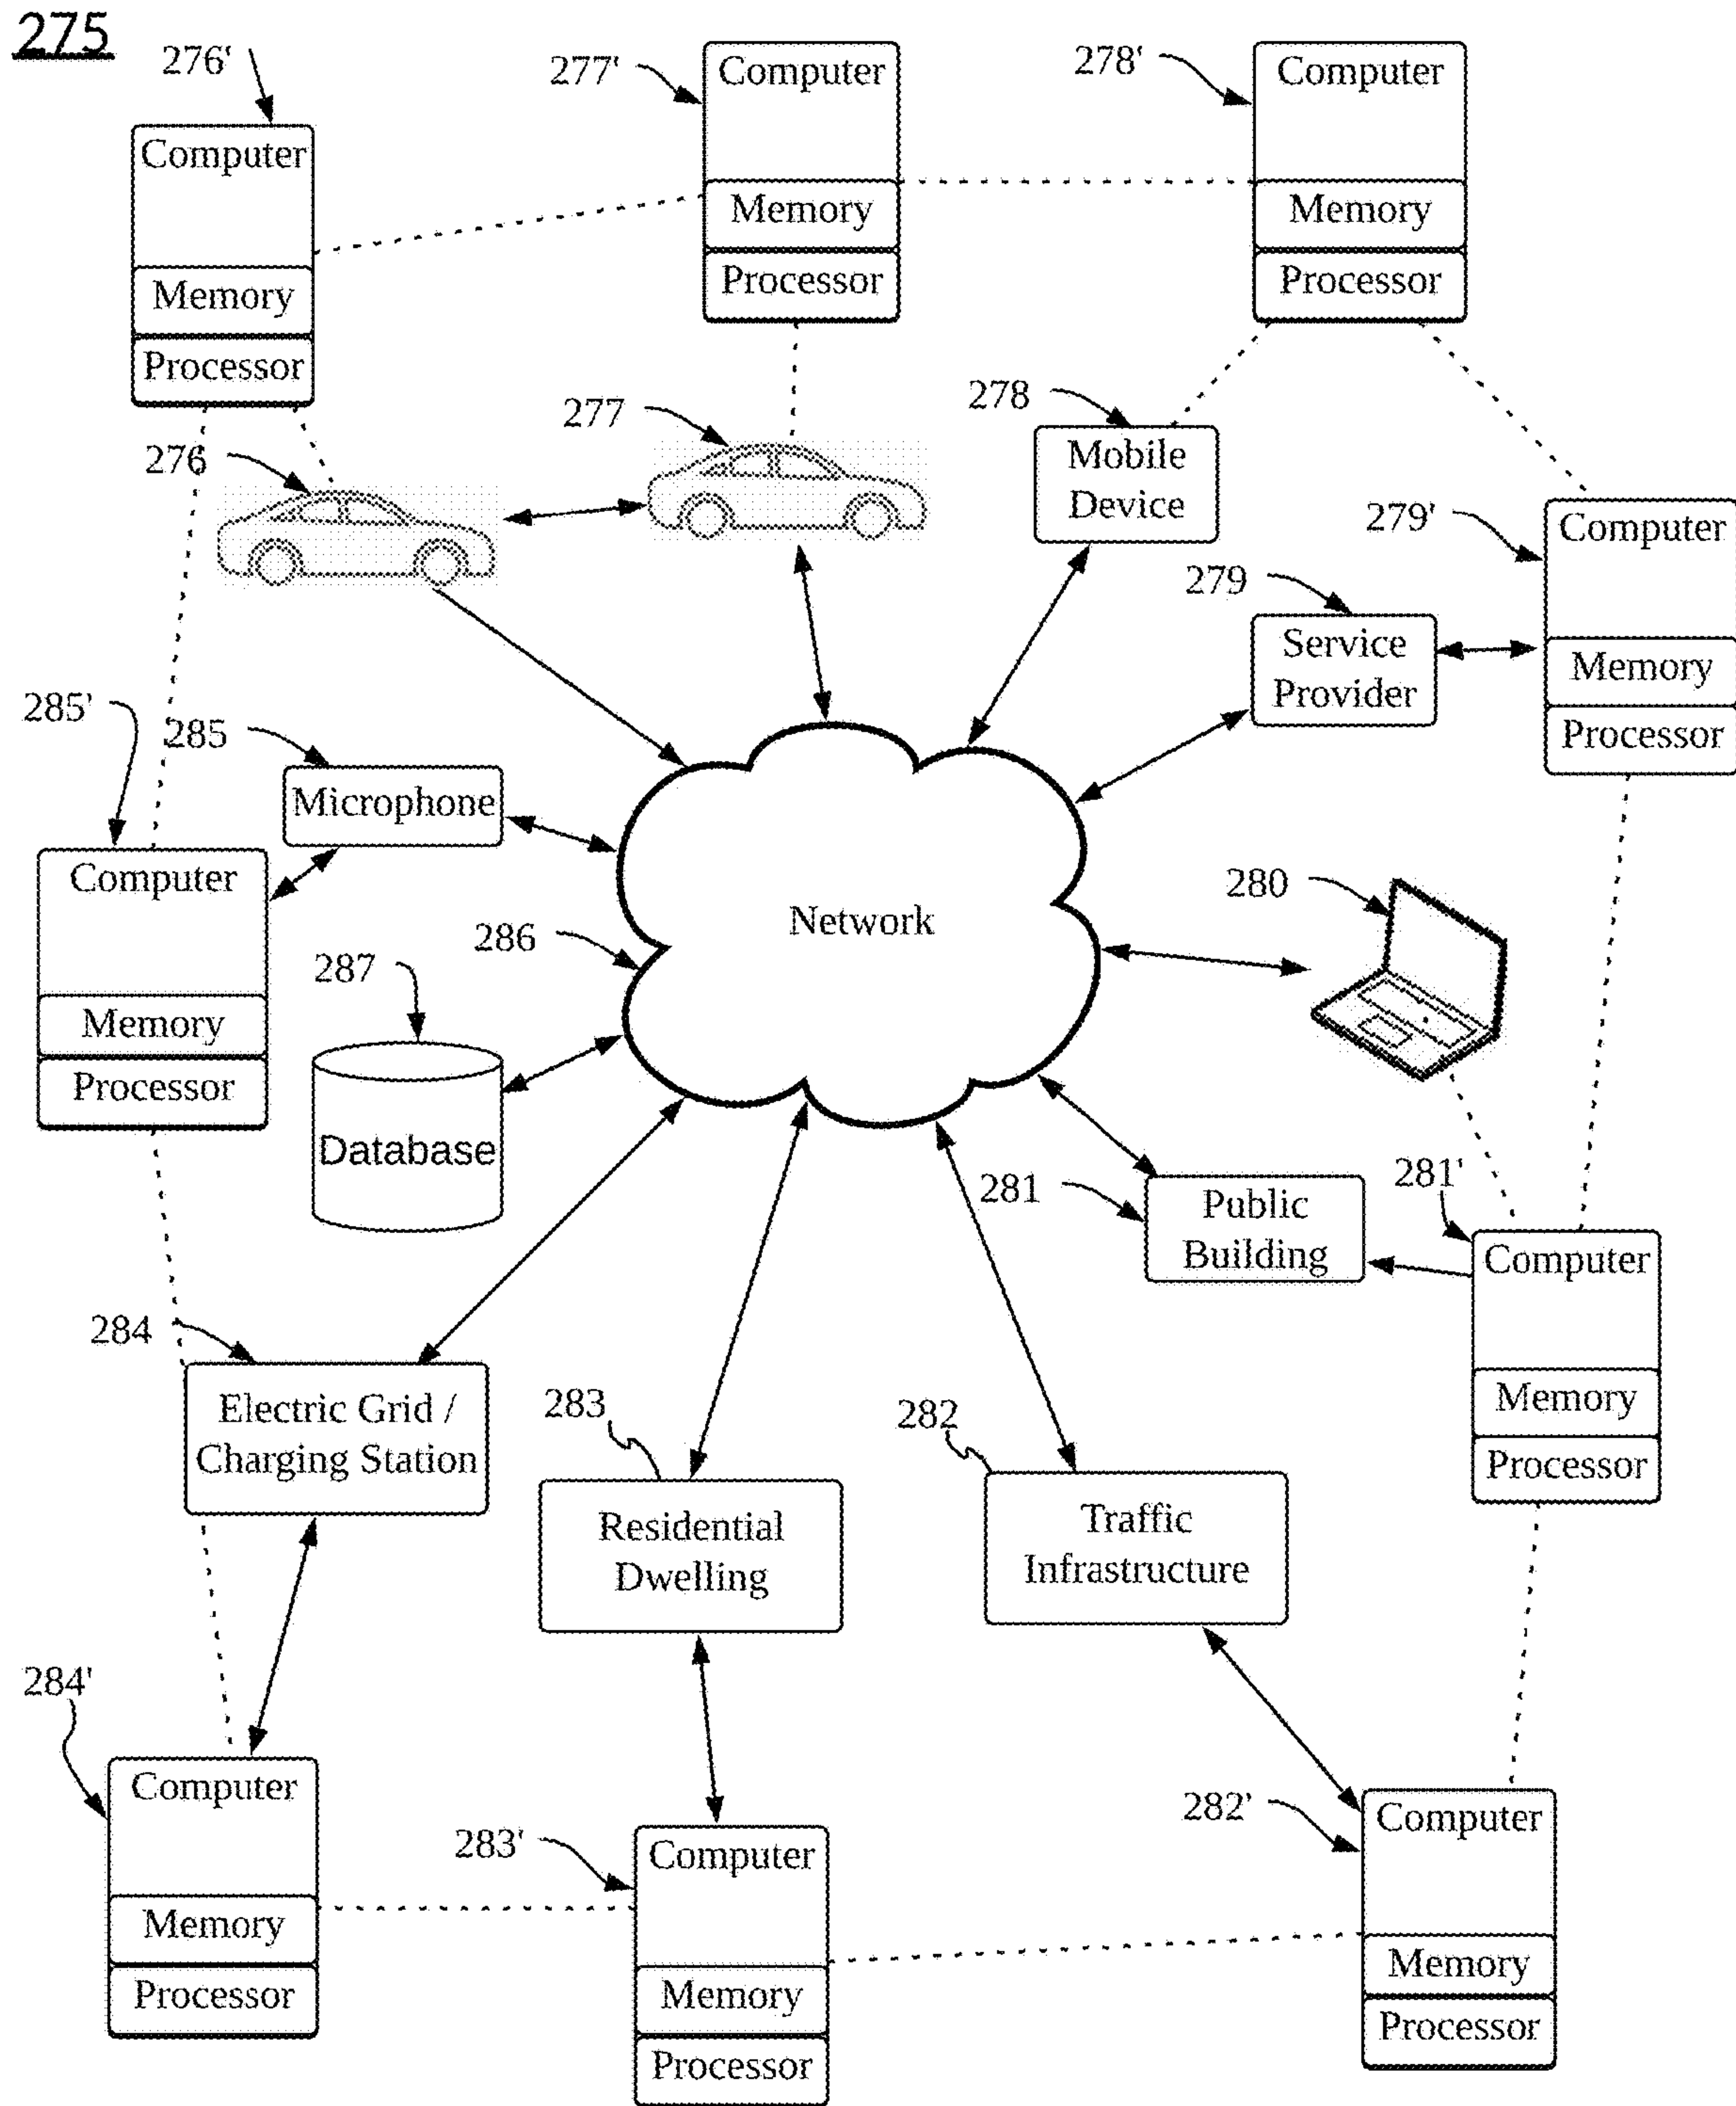 275
276'
277'
278'
Computer
Memory
Processor
Computer
Memory
Processor
Computer
Memory
Processor
276
277
278
Mobile
Device
279'
279
Service
Provider
Computer
Memory
Processor
285'
285
Microphone
Computer
Memory
Processor
286
Network
280
287
Database
281
Public
Building
281'
Computer
Memory
Processor
284
Electric Grid /
Charging Station
283
Residential
Dwelling
282
Traffic
Infrastructure
284'
Computer
Memory
Processor
283'
Computer
Memory
Processor
282'
Computer
Memory
Processor